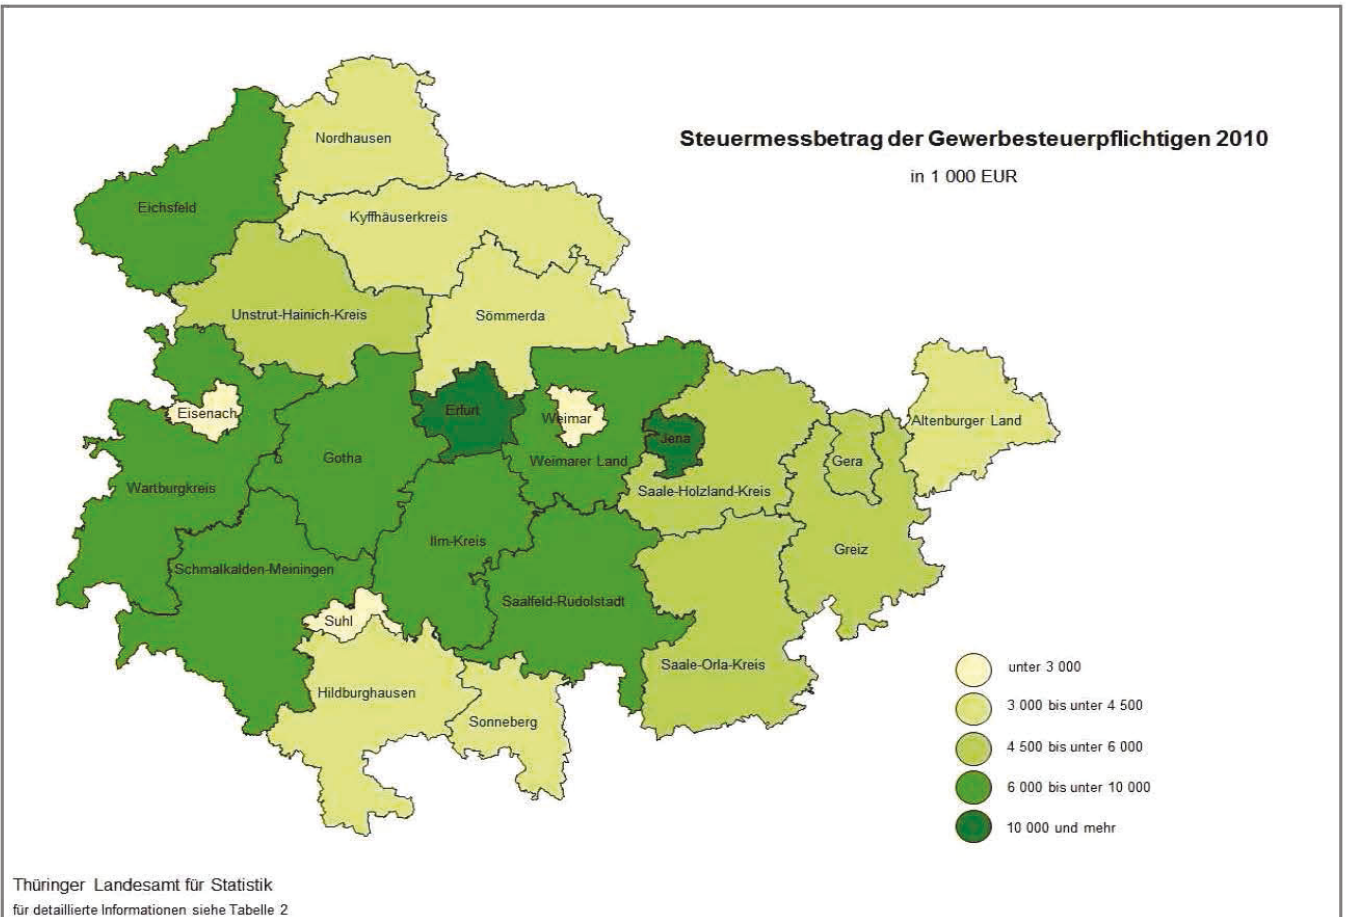 Steuermessbetrag der Gewerbesteuerpflichtigen 2010
in 1 000 EUR
Nordhausen
Eichsfeld
Kyffhäuserkreis
Unstrut-Hainich-Kreis
Sömmerda
Eisenach
Erfurt
Weimar
Jena
Altenburger Land
Gotha
Weimarer Land
Gera
Wartburgkreis
Saale-Holzland-Kreis
Ilm-Kreis
Greiz
Schmalkalden-Meiningen
Saalfeld-Rudolstadt
Suhl
Saale-Orla-Kreis
Hildburghausen
Sonneberg
unter 3 000
3 000 bis unter 4 500
4 500 bis unter 6 000
6 000 bis unter 10 000
10 000 und mehr
Thüringer Landesamt für Statistik
für detaillierte Informationen siehe Tabelle 2